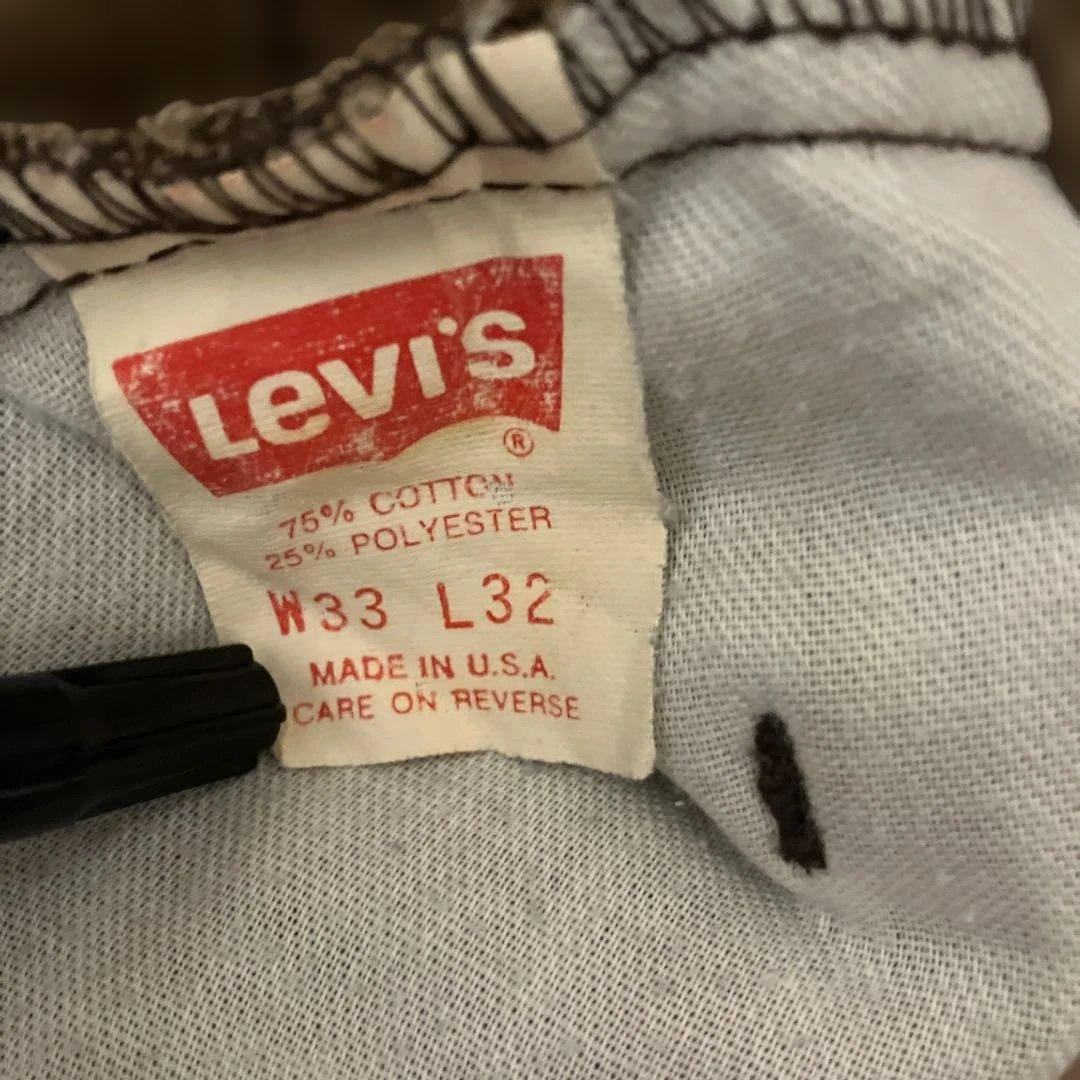 Levi's
®
75% COTTON
25% POLYESTER
W33 L32
MADE IN U.S.A.
CARE ON REVERSE